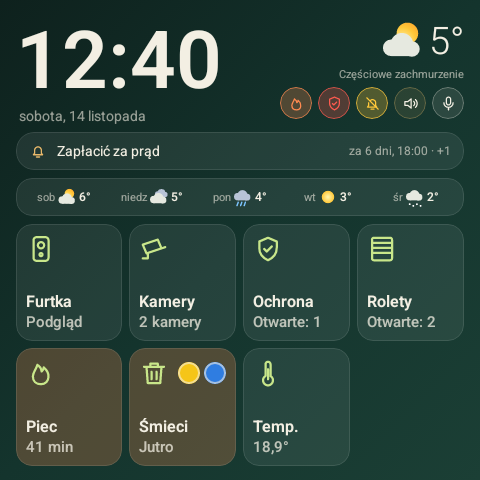 12:40
5°
Częściowe zachmurzenie
sobota, 14 listopada
Zapłacić za prąd
za 6 dni, 18:00 · +1
sob 6° niedz 5° pon 4° wt 3° śr 2°
Furtka
Podgląd
Kamery
2 kamery
Ochrona
Otwarte: 1
Rolety
Otwarte: 2
Piec
41 min
Śmieci
Jutro
Temp.
18,9°